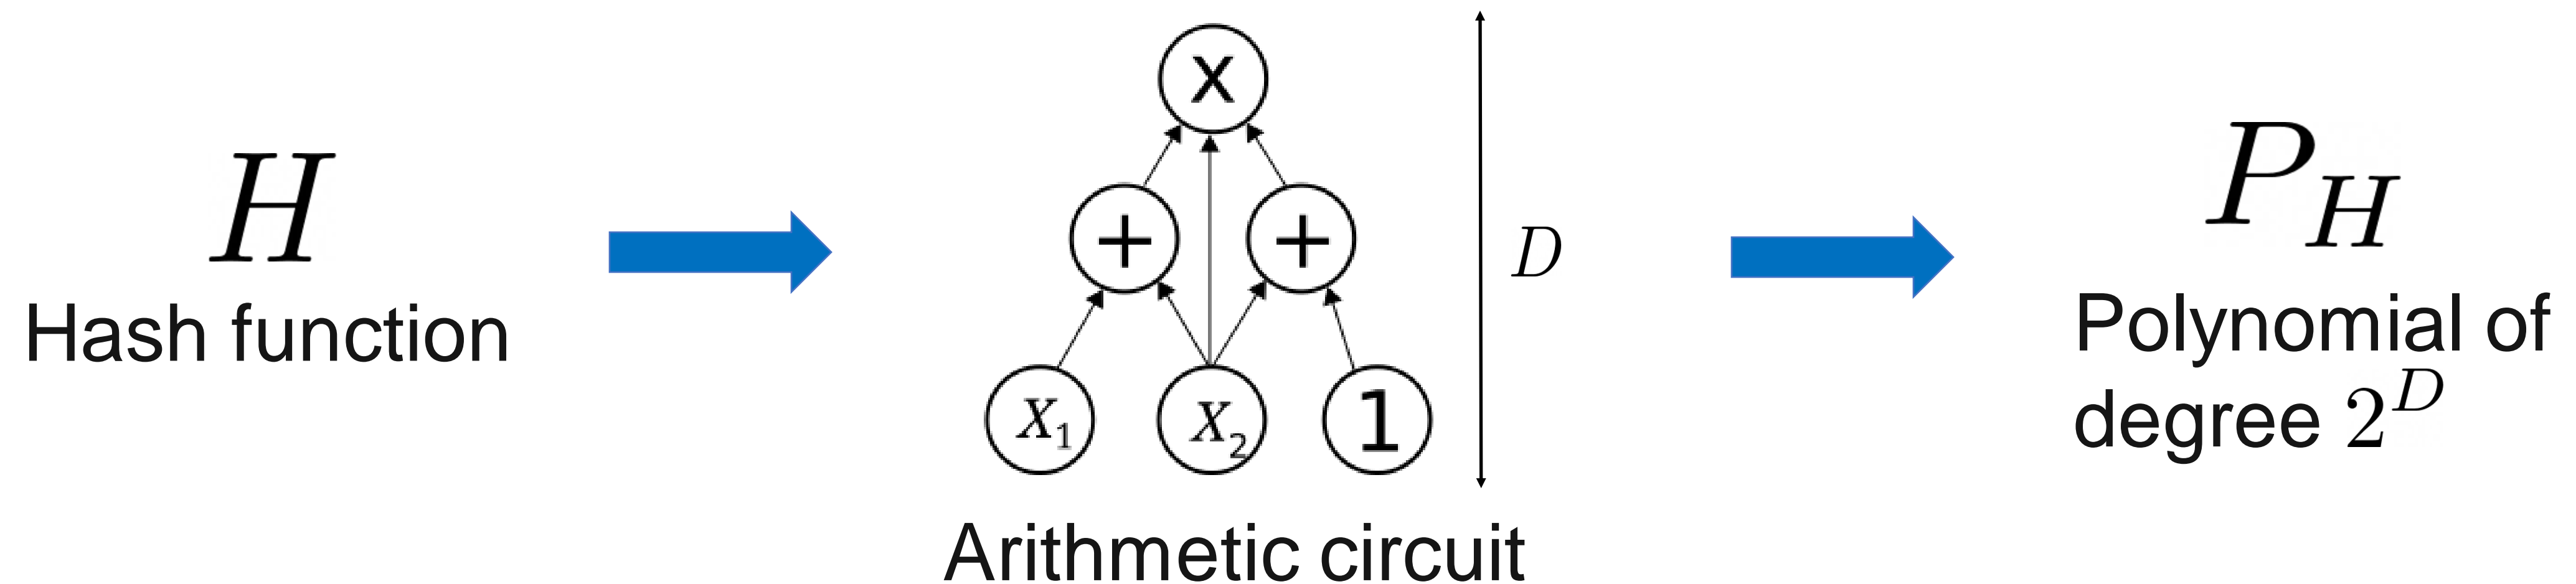 H
Hash function
x
+ +
X₁ X₂ 1
D
Arithmetic circuit
P_H
Polynomial of
degree 2^D